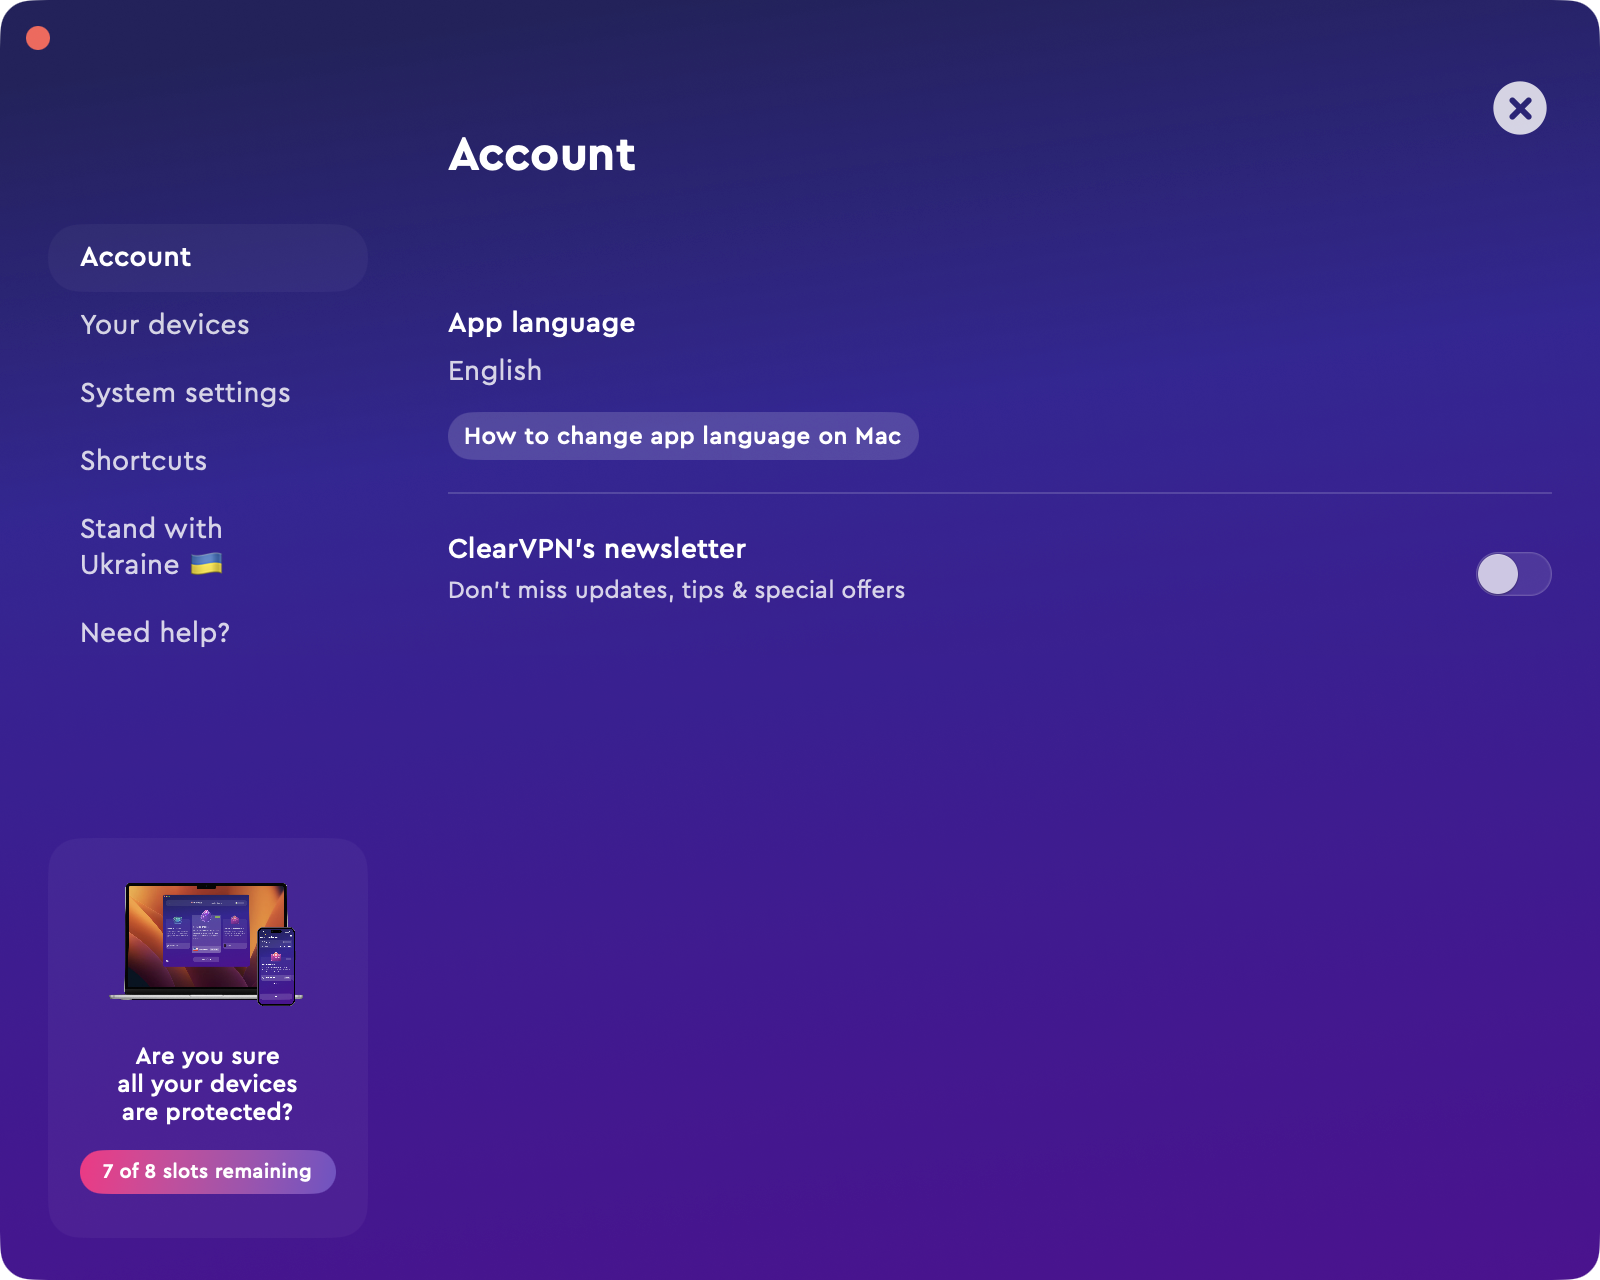 Account
Account
Your devices
System settings
Shortcuts
Stand with
Ukraine 🇺🇦
Need help?
App language
English
How to change app language on Mac
ClearVPN's newsletter
Don't miss updates, tips & special offers
Are you sure
all your devices
are protected?
7 of 8 slots remaining